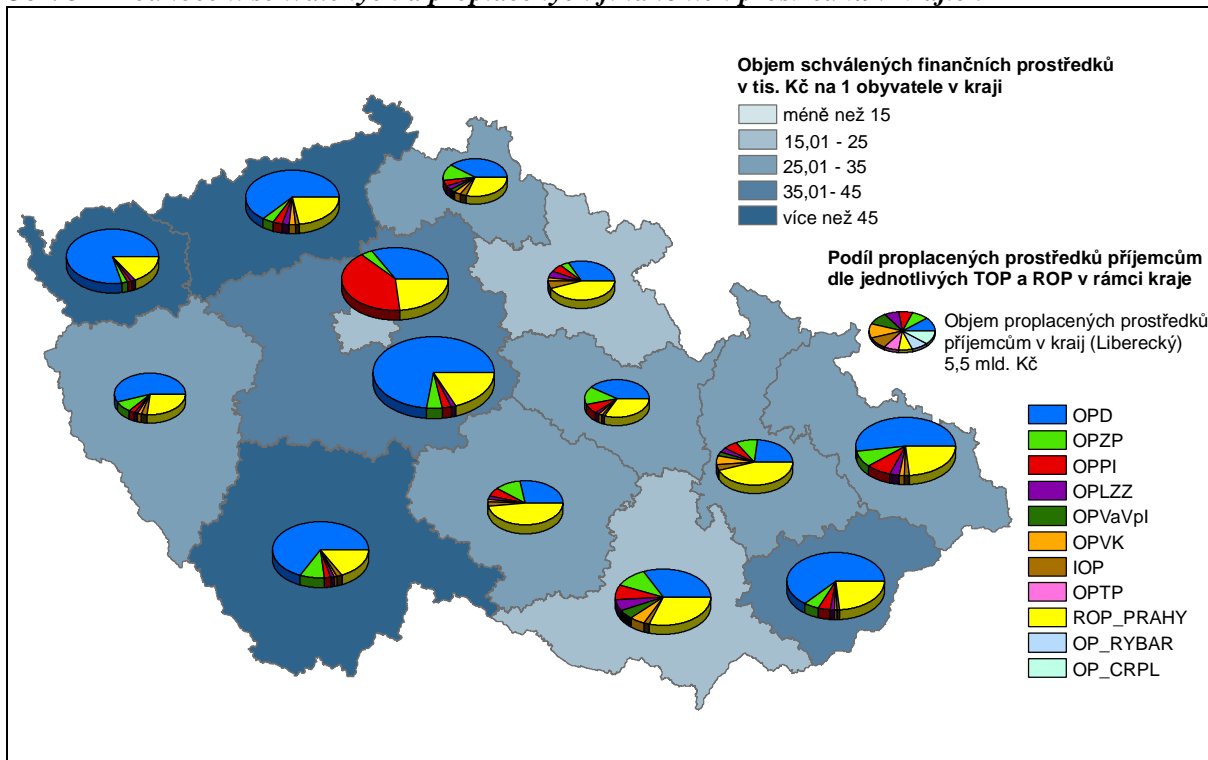 Objem schválených finančních prostředků
v tis. Kč na 1 obyvatele v kraji
méně než 15
15,01 - 25
25,01 - 35
35,01- 45
více než 45
Podíl proplacených prostředků příjemcům
dle jednotlivých TOP a ROP v rámci kraje
Objem proplacených prostředků
příjemcům v kraji (Liberecký)
5,5 mld. Kč
OPD
OPZP
OPPI
OPLZZ
OPVaVpI
OPVK
IOP
OPTP
ROP_PRAHY
OP_RYBAR
OP_CRPL